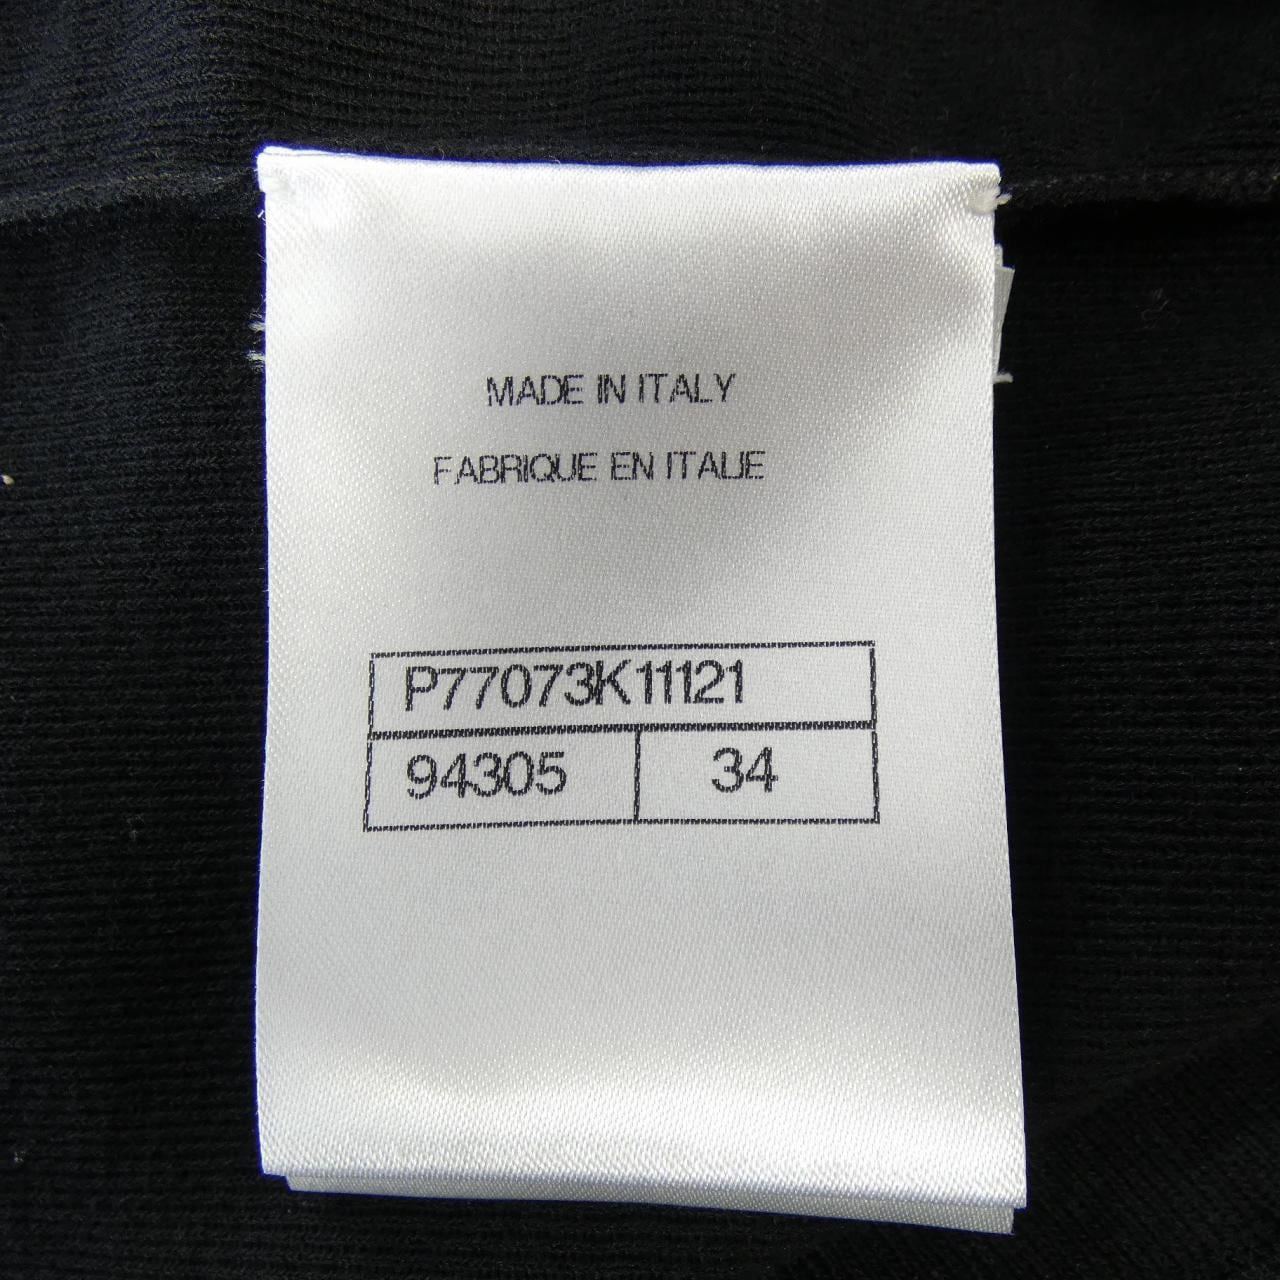 MADE IN ITALY
FABRIQUE EN ITALIE
P77073K11121
94305 34